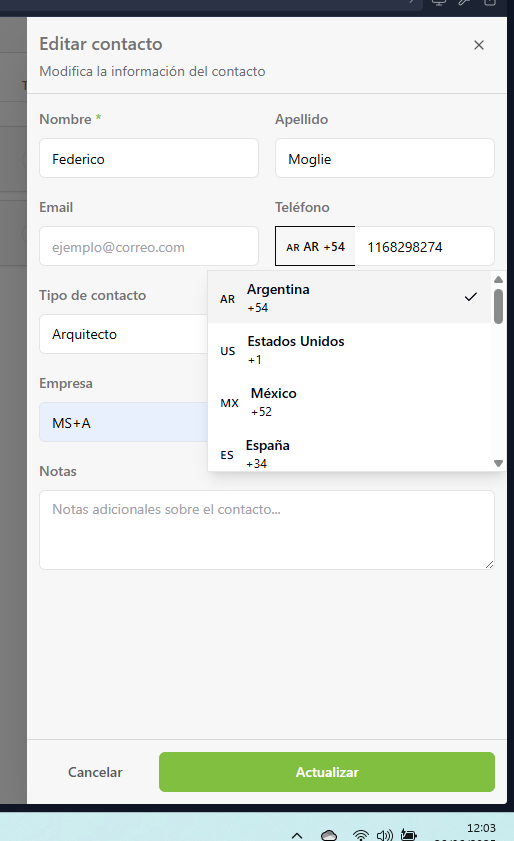 Editar contacto
Modifica la información del contacto
Nombre *
Apellido
Federico
Moglie
Email
Teléfono
ejemplo@correo.com
AR AR +54
1168298274
Tipo de contacto
Arquitecto
AR Argentina
+54
US Estados Unidos
+1
MX México
+52
ES España
+34
Empresa
MS+A
Notas
Notas adicionales sobre el contacto...
Cancelar
Actualizar
12:03